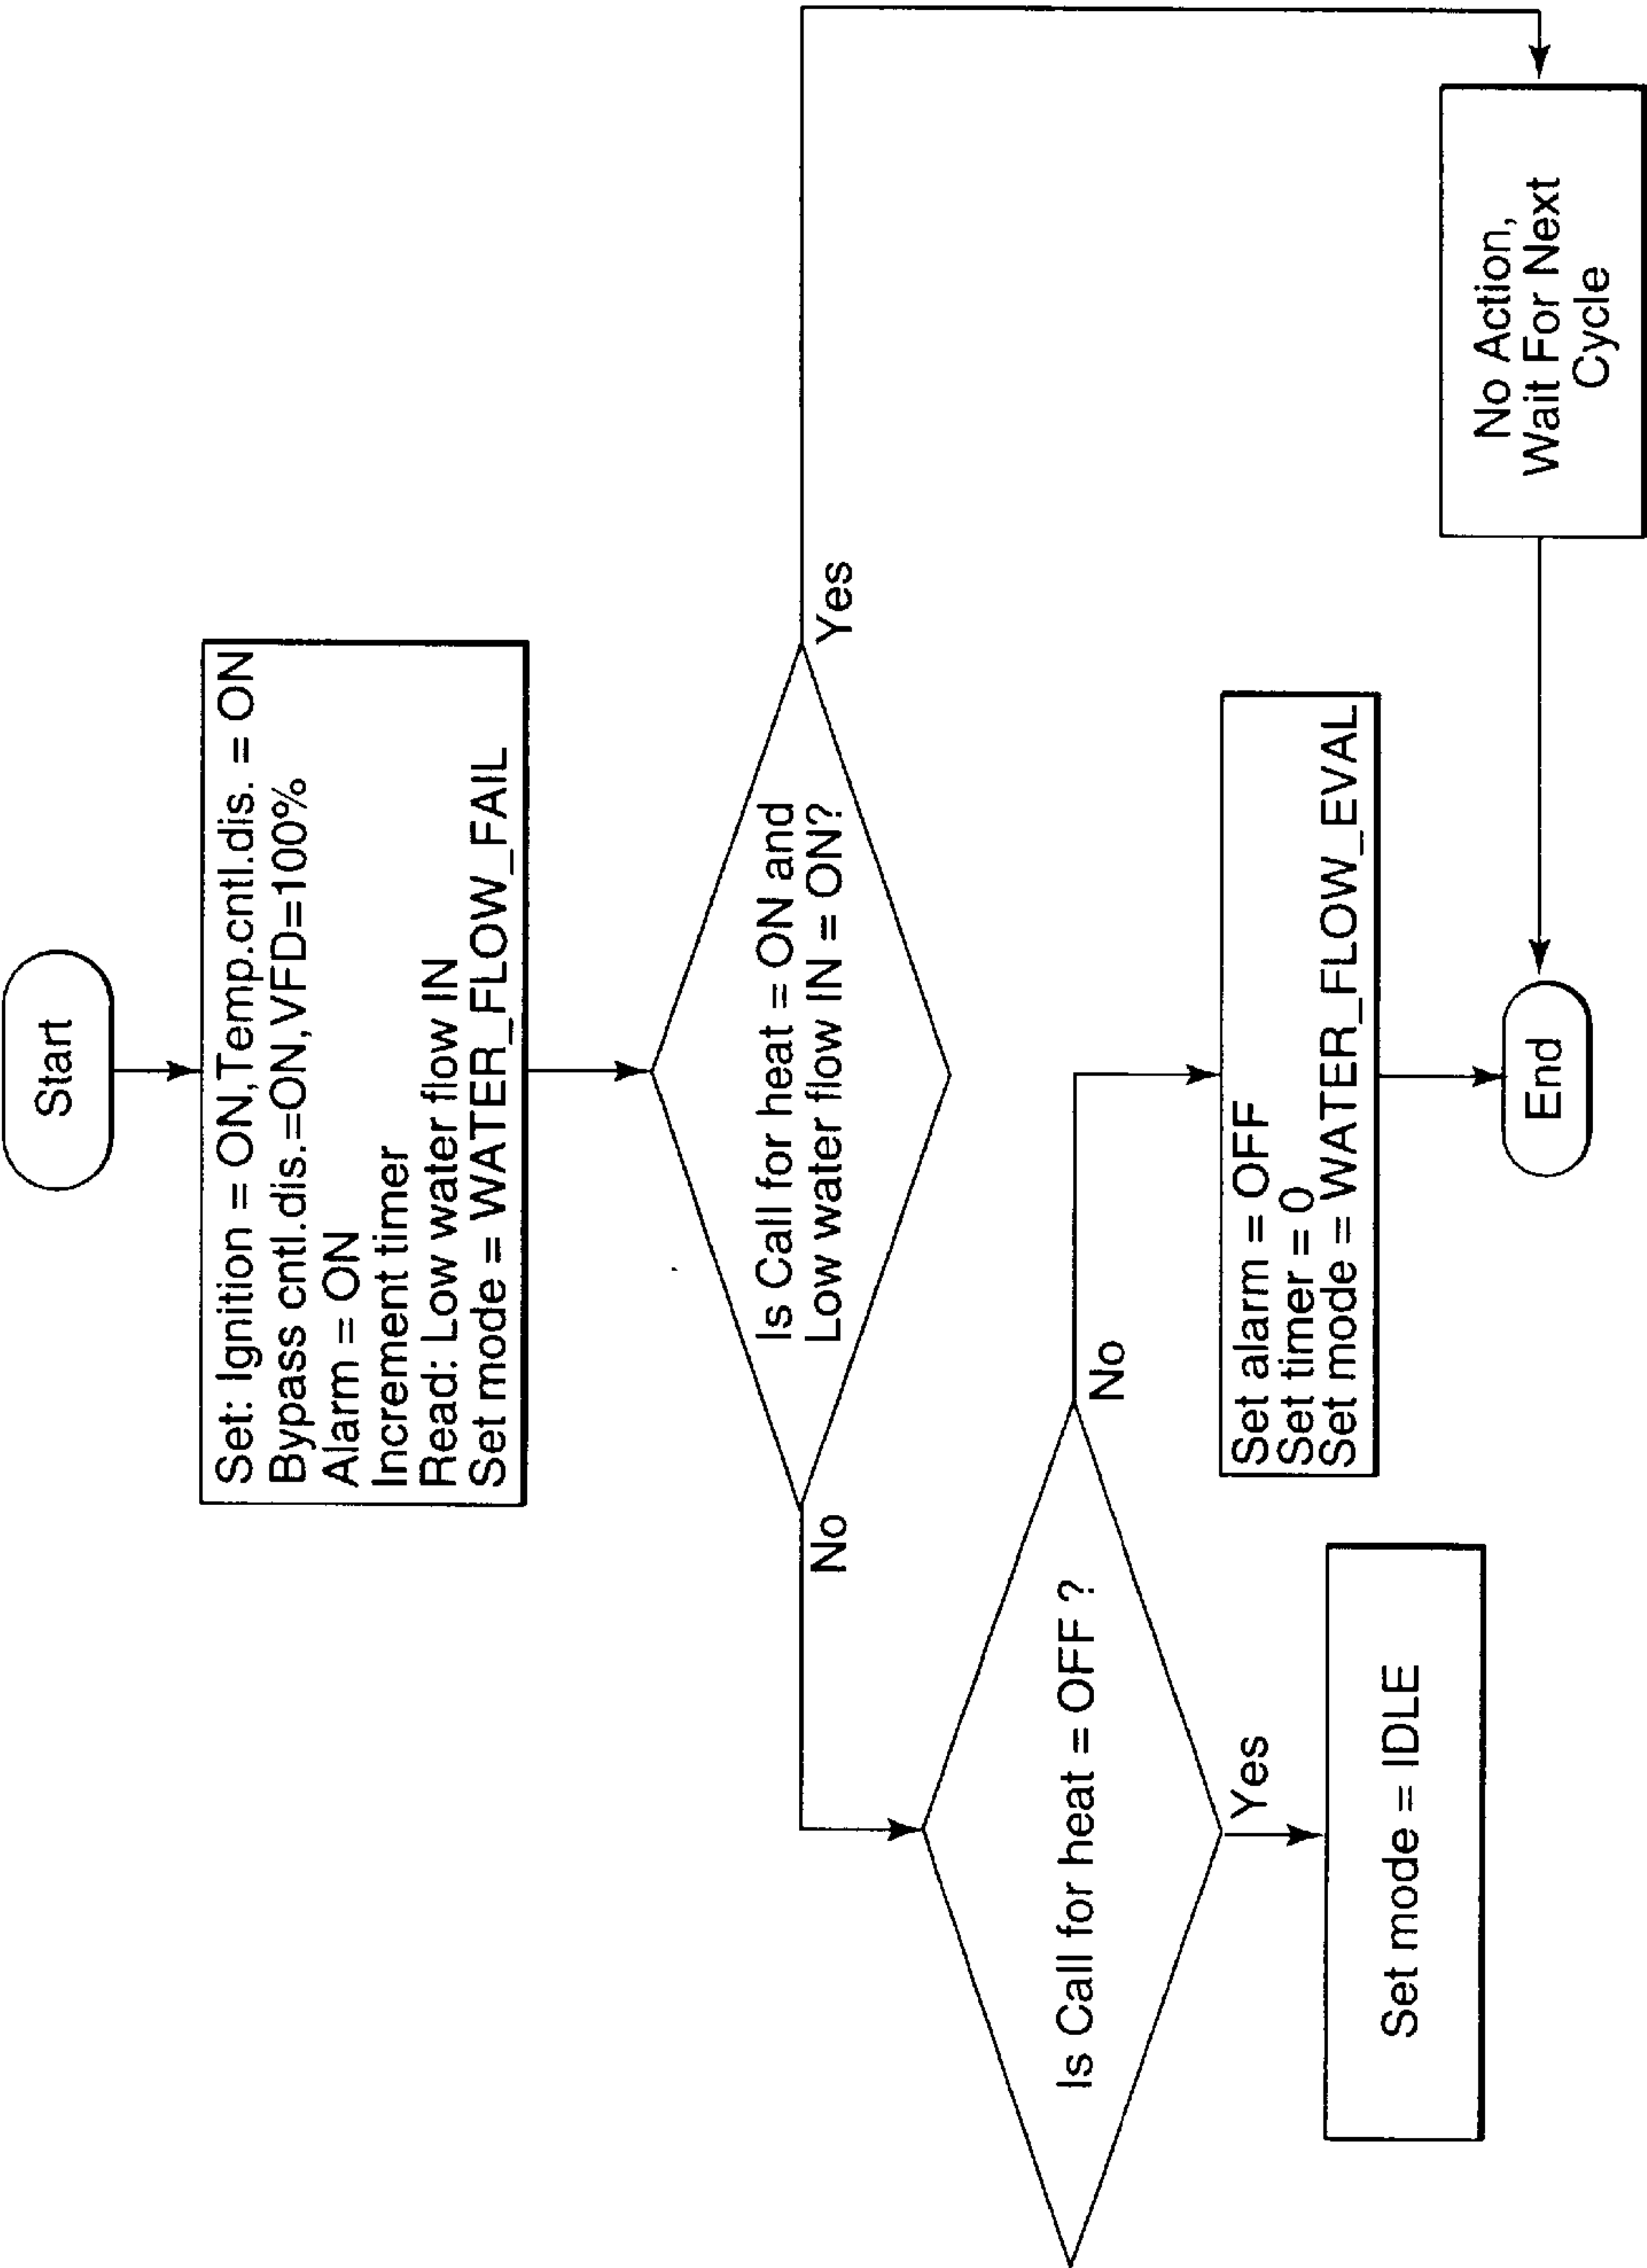 Start
Set: Ignition = ON,Temp.cntl.dis. = ON
Bypass cntl.dis.=ON,VFD=100%
Alarm = ON
Increment timer
Read: Low water flow IN
Set mode = WATER_FLOW_FAIL
Is Call for heat = ON and
Low water flow IN = ON?
Yes
No
Is Call for heat = OFF ?
No
Yes
Set alarm = OFF
Set timer = 0
Set mode = WATER_FLOW_EVAL
Set mode = IDLE
No Action,
Wait For Next
Cycle
End